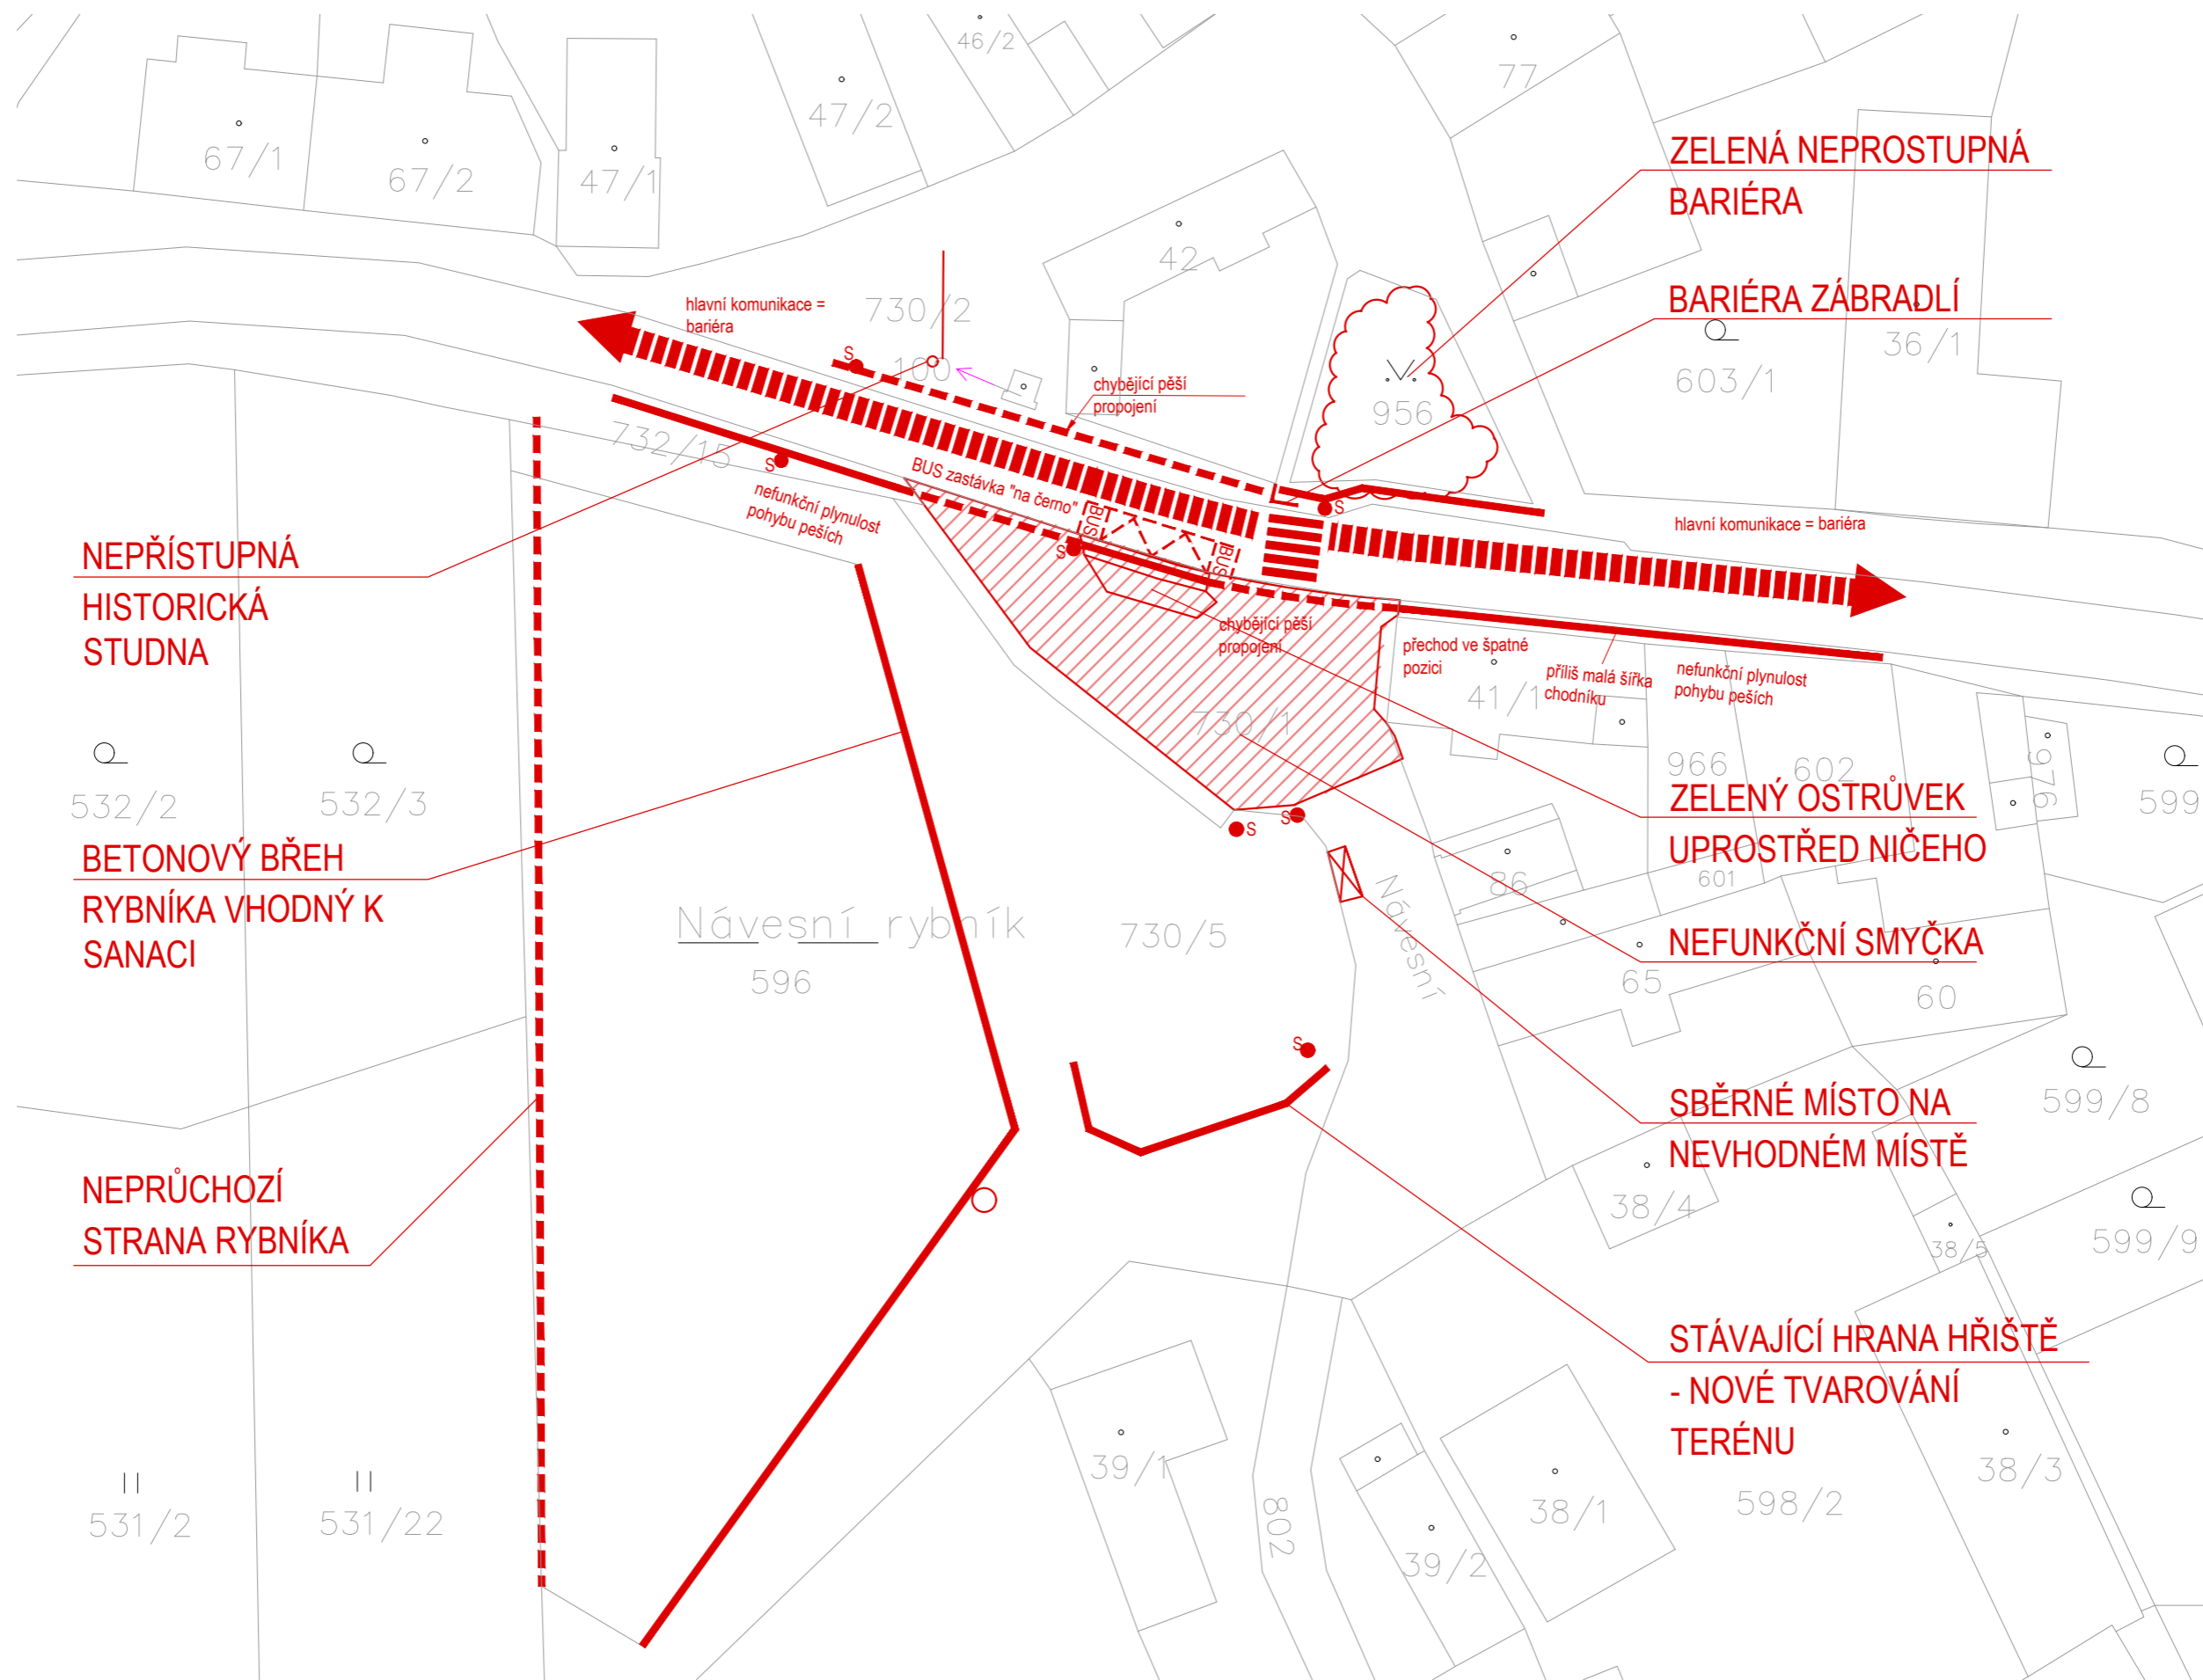 46/2
77
47/2
67/1
67/2
47/1
ZELENÁ NEPROSTUPNÁ
BARIÉRA
42
hlavní komunikace =
bariéra
730/2
100
BARIÉRA ZÁBRADLÍ
36/1
603/1
S
chybějící pěší
propojení
956
732/15
S
BUS zastávka "na černo"
BUS
BUS
S
S
nefunkční plynulost
pohybu peších
hlavní komunikace = bariéra
NEPŘÍSTUPNÁ
HISTORICKÁ
STUDNA
chybějící pěší
propojení
přechod ve špatné
pozici
příliš malá šířka
chodníku
nefunkční plynulost
pohybu peších
41/1
730/1
532/2
532/3
966
602
976
599
ZELENÝ OSTRŮVEK
UPROSTŘED NIČEHO
S
S
BETONOVÝ BŘEH
RYBNÍKA VHODNÝ K
SANACI
86
601
Návesní rybník
596
730/5
Návesní
NEFUNKČNÍ SMYČKA
65
60
S
SBĚRNÉ MÍSTO NA
NEVHODNÉM MÍSTĚ
599/8
NEPRŮCHOZÍ
STRANA RYBNÍKA
38/4
38/5
599/9
STÁVAJÍCÍ HRANA HŘIŠTĚ
- NOVÉ TVAROVÁNÍ
TERÉNU
39/1
38/3
531/2
531/22
802
38/1
598/2
39/2